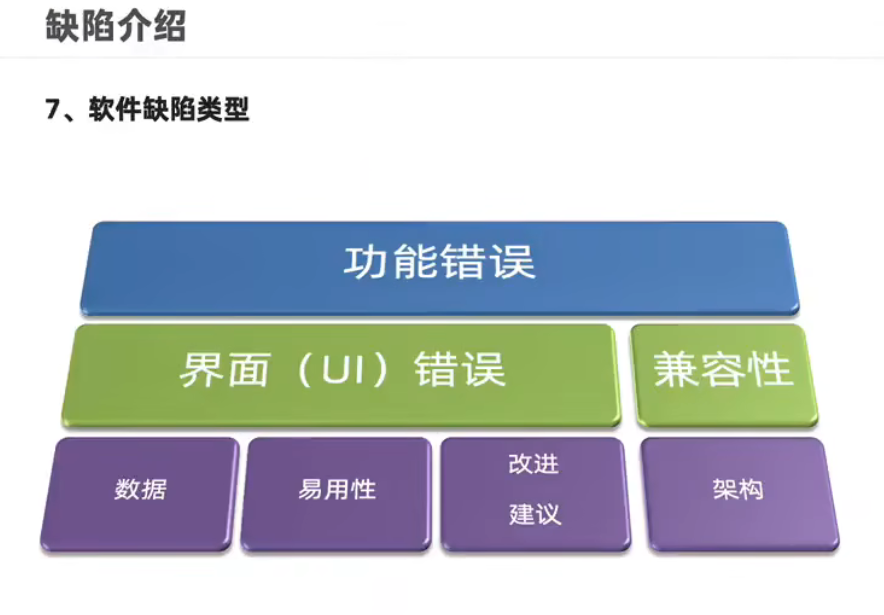 缺陷介绍
7、软件缺陷类型
功能错误
界面（UI）错误
兼容性
数据
易用性
改进
建议
架构